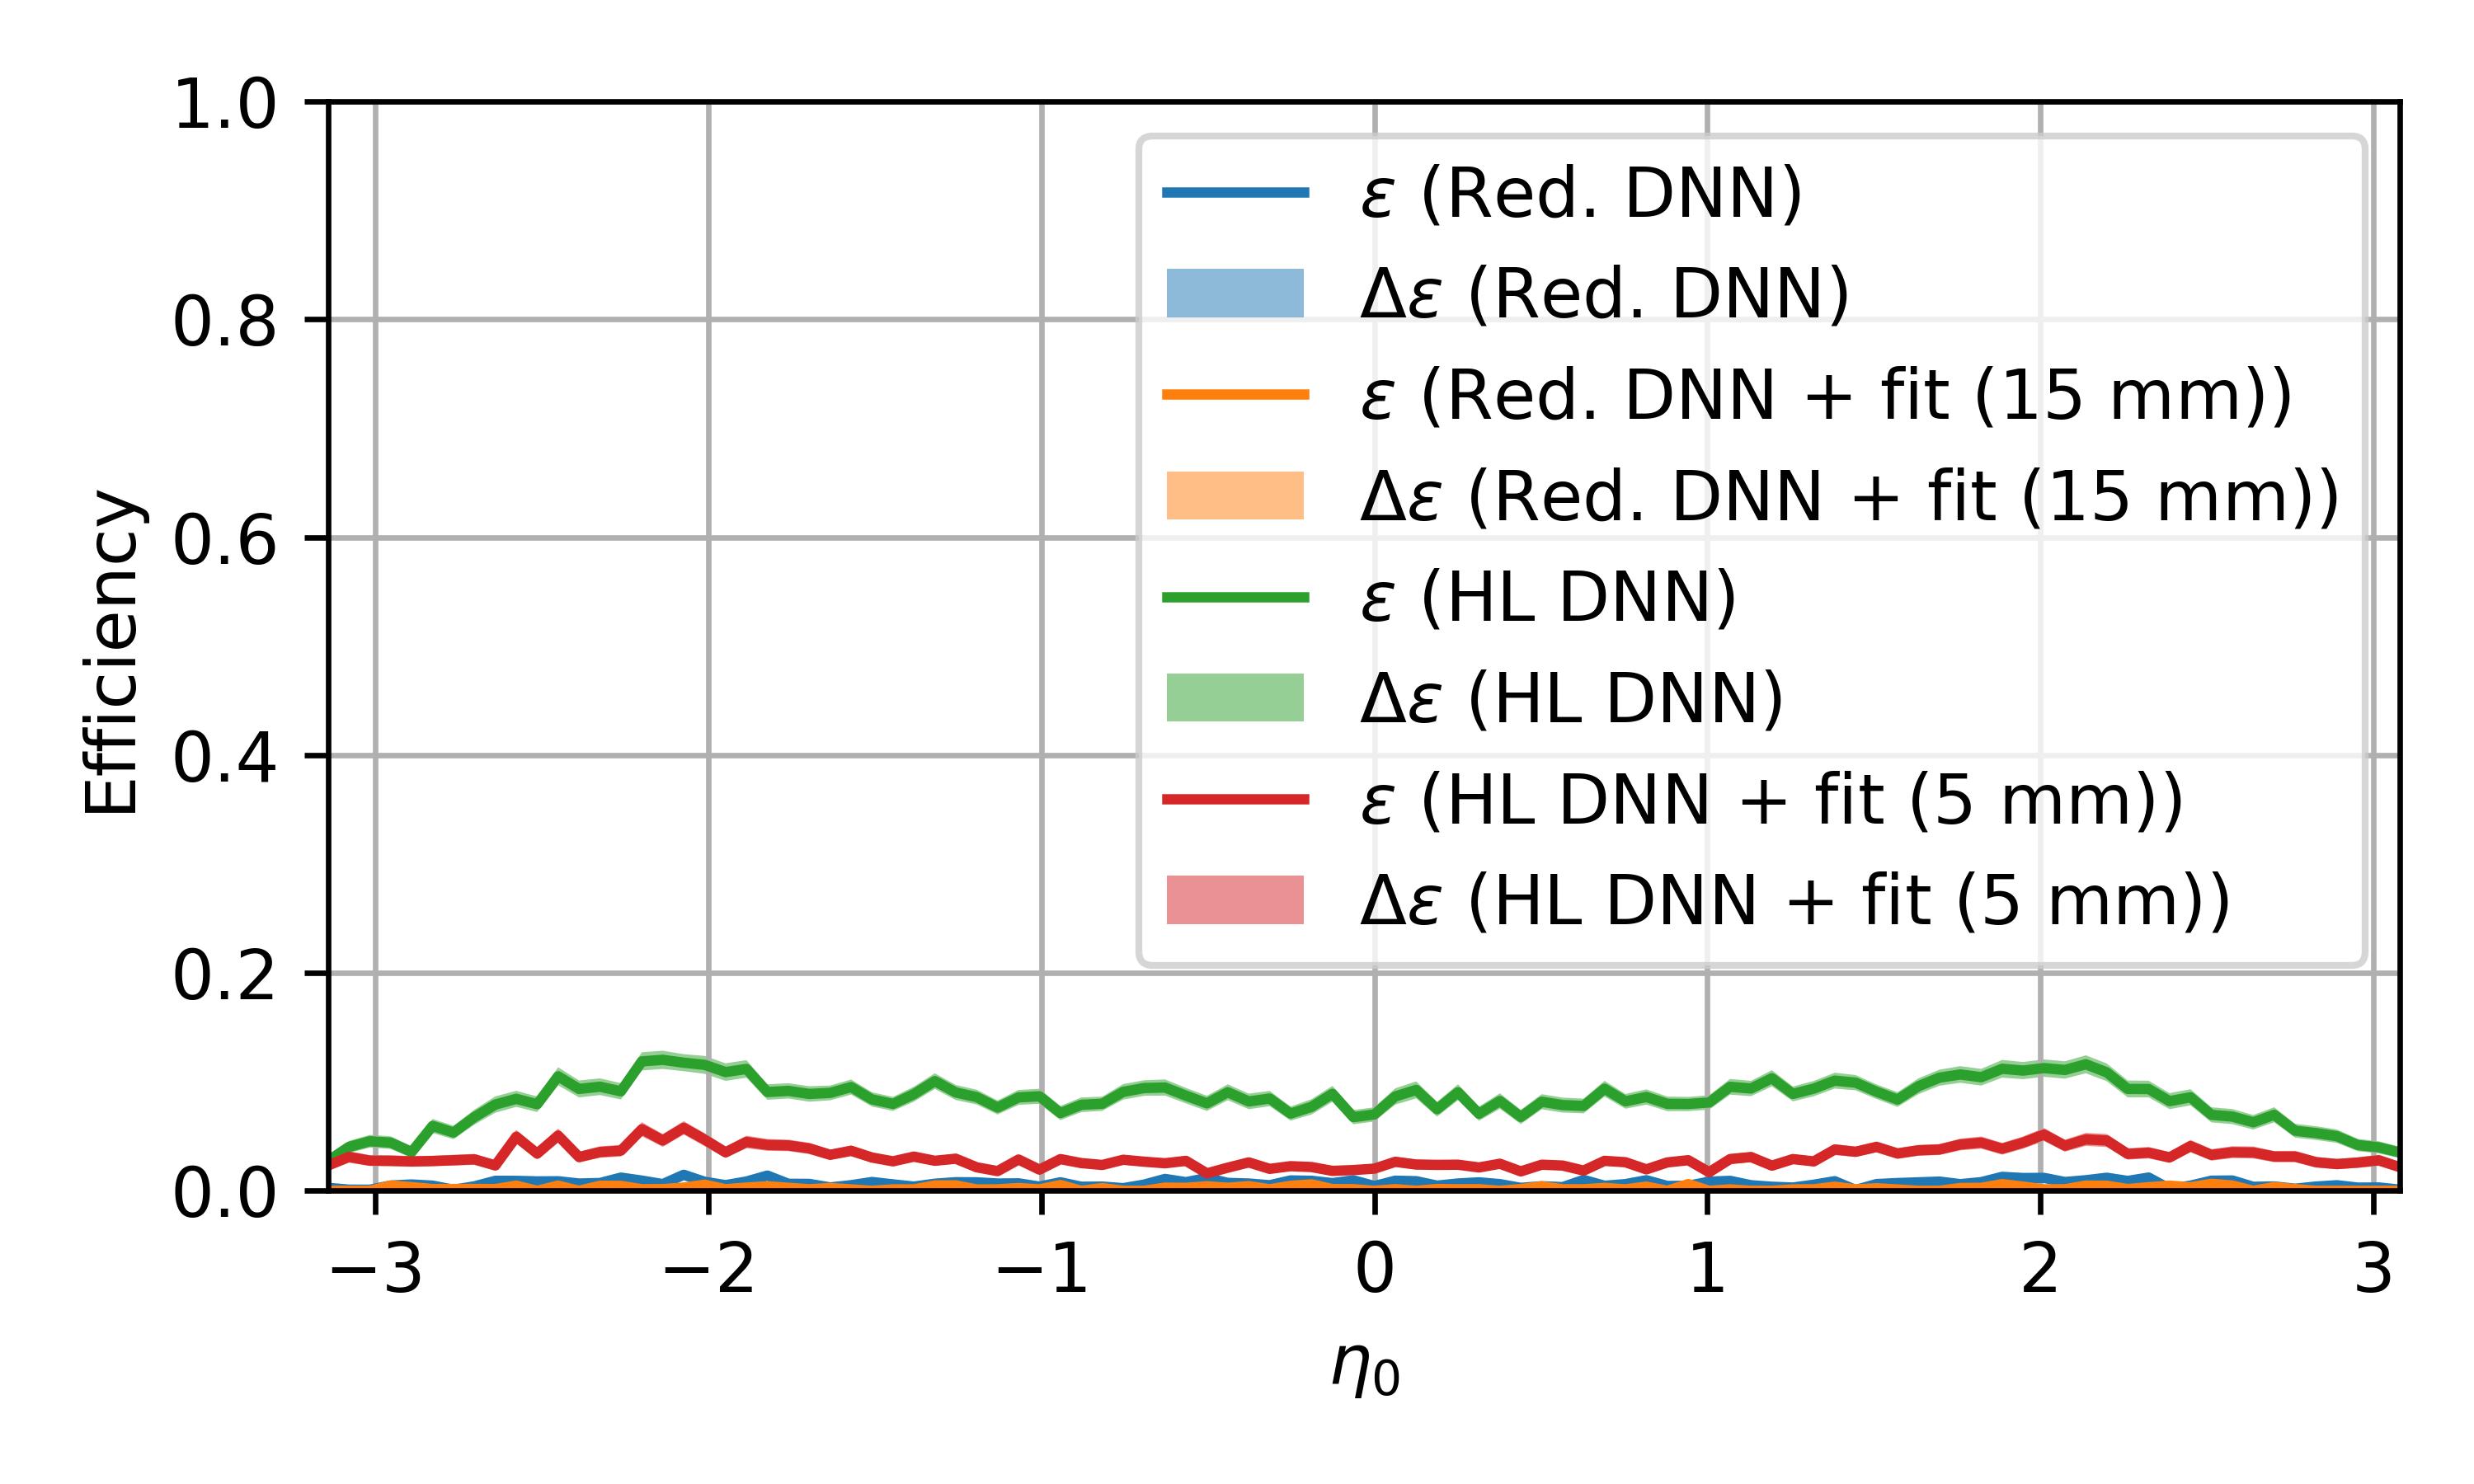 1.0
0.8
0.6
0.4
0.2
0.0
Efficiency
ε (Red. DNN)
Δε (Red. DNN)
ε (Red. DNN + fit (15 mm))
Δε (Red. DNN + fit (15 mm))
ε (HL DNN)
Δε (HL DNN)
ε (HL DNN + fit (5 mm))
Δε (HL DNN + fit (5 mm))
−3 −2 −1 0 1 2 3
η₀